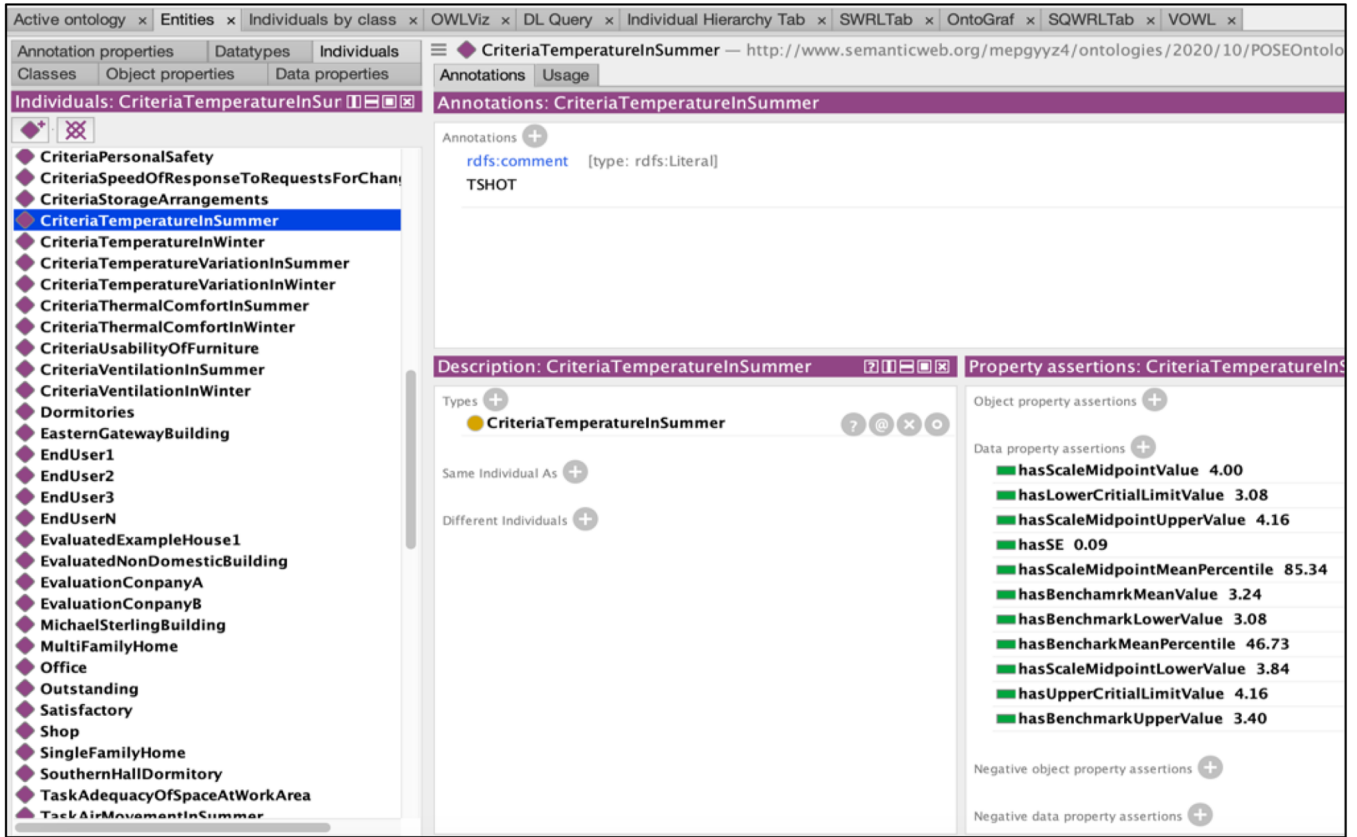 Active ontology × Entities × Individuals by class × OWLViz × DL Query × Individual Hierarchy Tab × SWRLTab × OntoGraf × SQWRLTab × VOWL ×
Annotation properties Datatypes Individuals
Classes Object properties Data properties
Individuals: CriteriaTemperatureInSur
CriteriaPersonalSafety
CriteriaSpeedOfResponseToRequestsForChan
CriteriaStorageArrangements
CriteriaTemperatureInSummer
CriteriaTemperatureInWinter
CriteriaTemperatureVariationInSummer
CriteriaTemperatureVariationInWinter
CriteriaThermalComfortInSummer
CriteriaThermalComfortInWinter
CriteriaUsabilityOfFurniture
CriteriaVentilationInSummer
CriteriaVentilationInWinter
Dormitories
EasternGatewayBuilding
EndUser1
EndUser2
EndUser3
EndUserN
EvaluatedExampleHouse1
EvaluatedNonDomesticBuilding
EvaluationConpanyA
EvaluationConpanyB
MichaelSterlingBuilding
MultiFamilyHome
Office
Outstanding
Satisfactory
Shop
SingleFamilyHome
SouthernHallDormitory
TaskAdequacyOfSpaceAtWorkArea
TaskAirMovementInSummer
CriteriaTemperatureInSummer — http://www.semanticweb.org/mepgyyz4/ontologies/2020/10/POSEOntolo
Annotations Usage
Annotations: CriteriaTemperatureInSummer
Annotations
rdfs:comment [type: rdfs:Literal]
TSHOT
Description: CriteriaTemperatureInSummer
Types
CriteriaTemperatureInSummer
Same Individual As
Different Individuals
Property assertions: CriteriaTemperatureInS
Object property assertions
Data property assertions
hasScaleMidpointValue 4.00
hasLowerCritialLimitValue 3.08
hasScaleMidpointUpperValue 4.16
hasSE 0.09
hasScaleMidpointMeanPercentile 85.34
hasBenchamrkMeanValue 3.24
hasBenchmarkLowerValue 3.08
hasBencharkMeanPercentile 46.73
hasScaleMidpointLowerValue 3.84
hasUpperCritialLimitValue 4.16
hasBenchmarkUpperValue 3.40
Negative object property assertions
Negative data property assertions